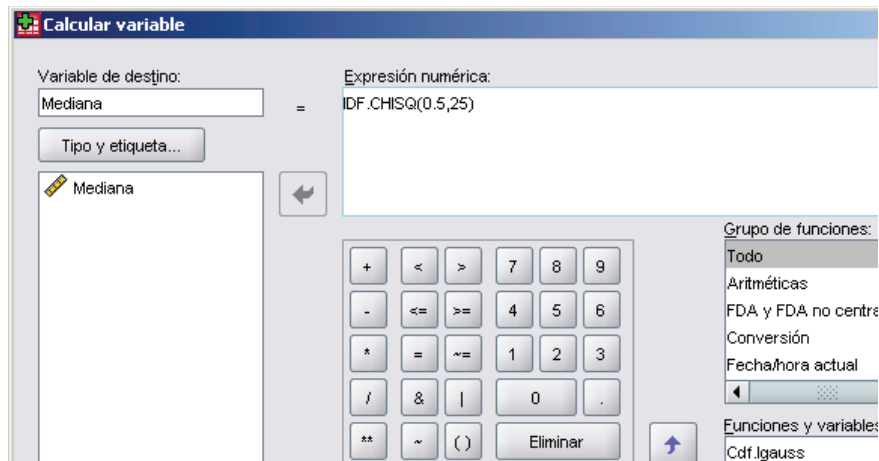 Calcular variable
Variable de destino:
Mediana
Tipo y etiqueta...
Mediana
=
Expresión numérica:
IDF.CHISQ(0.5,25)
+ < > 7 8 9
- <= >= 4 5 6
* = ~= 1 2 3
/ & | 0 .
** ~ ( ) Eliminar
Grupo de funciones:
Todo
Aritméticas
FDA y FDA no centra
Conversión
Fecha/hora actual
Funciones y variables
Cdf.Igauss